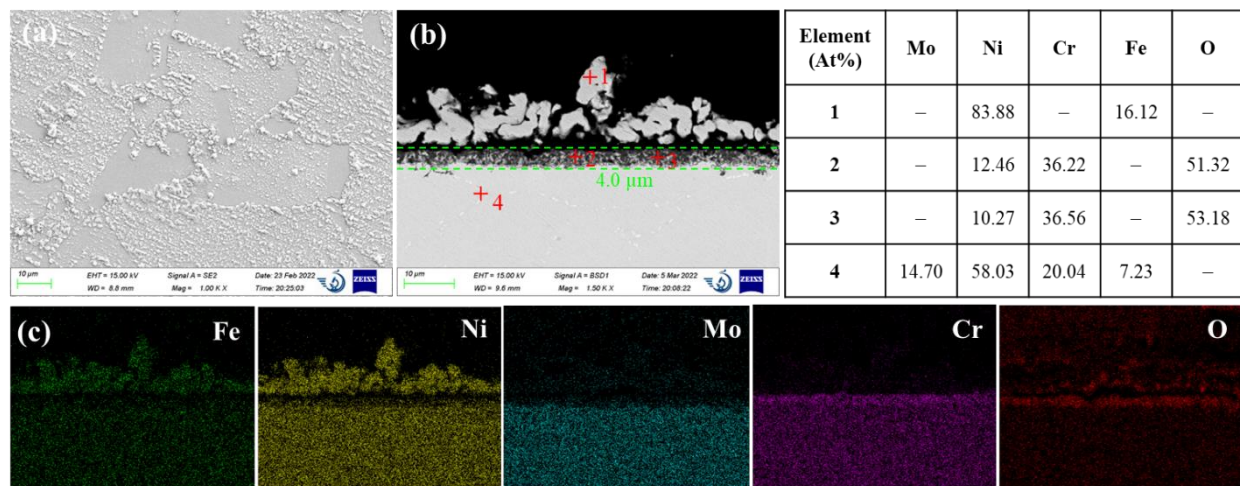 (a)
10 μm
EHT = 15.00 kV
WD = 8.8 mm
Signal A = SE2
Mag = 1.00 K X
Date: 23 Feb 2022
Time: 20:25:03
ZEISS
(b)
1
2
3
4.0 μm
4
10 μm
EHT = 15.00 kV
WD = 9.6 mm
Signal A = BSD1
Mag = 1.50 K X
Date: 5 Mar 2022
Time: 20:08:22
ZEISS
Element (At%) Mo Ni Cr Fe O
1 – 83.88 – 16.12 –
2 – 12.46 36.22 – 51.32
3 – 10.27 36.56 – 53.18
4 14.70 58.03 20.04 7.23 –
(c)
Fe
Ni
Mo
Cr
O